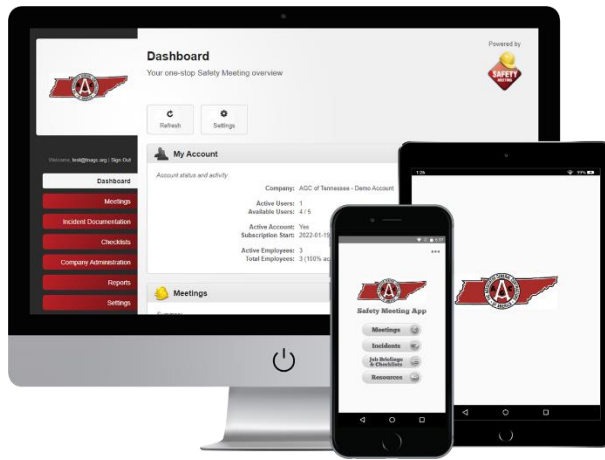 Dashboard
Your one-stop Safety Meeting overview
Powered by
SAFETY
MEETING
Refresh
Settings
Welcome, test@tnagc.org | Sign Out
Dashboard
Meetings
Incident Documentation
Checklists
Company Administration
Reports
Settings
My Account
Account status and activity
Company: AGC of Tennessee - Demo Account
Active Users: 1
Available Users: 4 / 5
Active Account: Yes
Subscription Start: 2022-01-19
Active Employees: 3
Total Employees: 3 (100% ac
Meetings
Summary
A
Safety Meeting App
Meetings
Incidents
Job Briefings
& Checklists
Resources
A